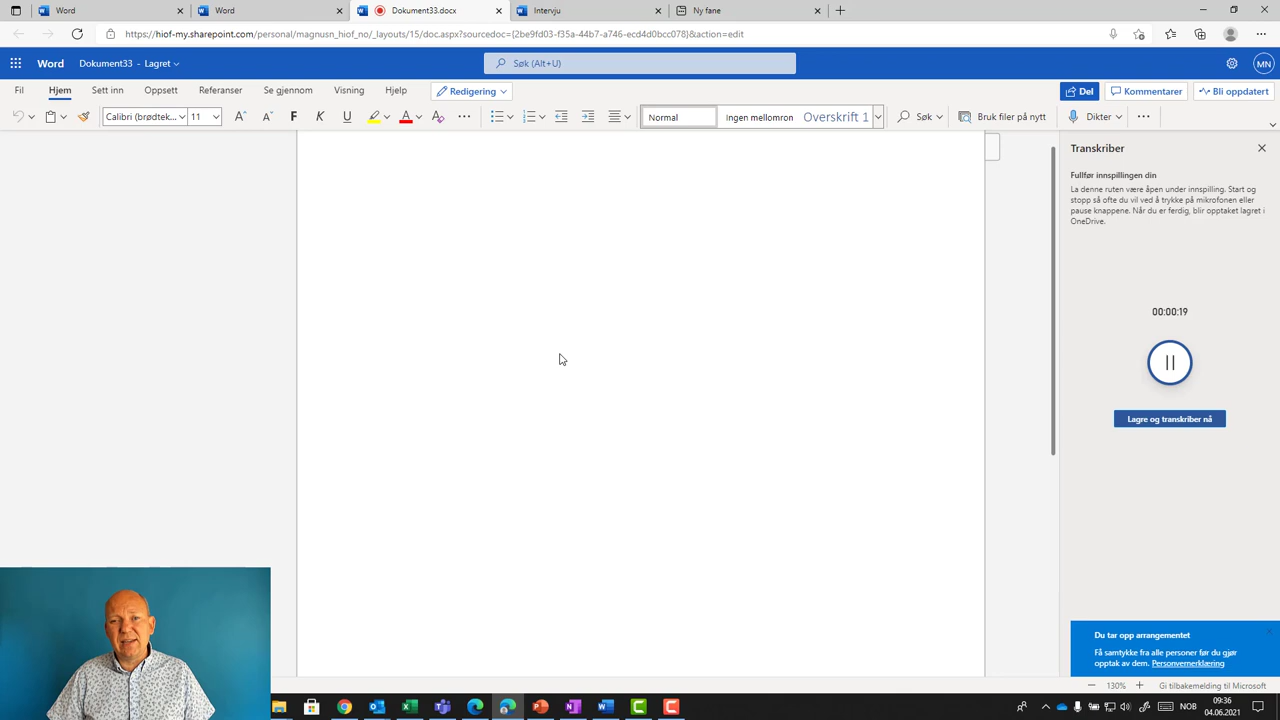 Word
Word
Dokument33.docx
Intervju
Ny fane
https://hiof-my.sharepoint.com/personal/magnusn_hiof_no/_layouts/15/doc.aspx?sourcedoc={2be9fd03-f35a-44b7-a746-ecd4d0bcc078}&action=edit
Word
Dokument33 - Lagret
Søk (Alt+U)
MN
Fil
Hjem
Sett inn
Oppsett
Referanser
Se gjennom
Visning
Hjelp
Redigering
Del
Kommentarer
Bli oppdatert
Calibri (brødtek...
11
F
K
U
Normal
Ingen mellomrom
Overskrift 1
Søk
Bruk filer på nytt
Dikter
Transkriber
Fullfør innspillingen din
La denne ruten være åpen under innspilling. Start og
stopp så ofte du vil ved å trykke på mikrofonen eller
pause knappene. Når du er ferdig, blir opptaket lagret i
OneDrive.
00:00:19
Lagre og transkriber nå
Du tar opp arrangementet
Få samtykke fra alle personer før du gjør
opptak av dem. Personvernerklæring
130%
Gi tilbakemelding til Microsoft
NOB
09:36
04.06.2021